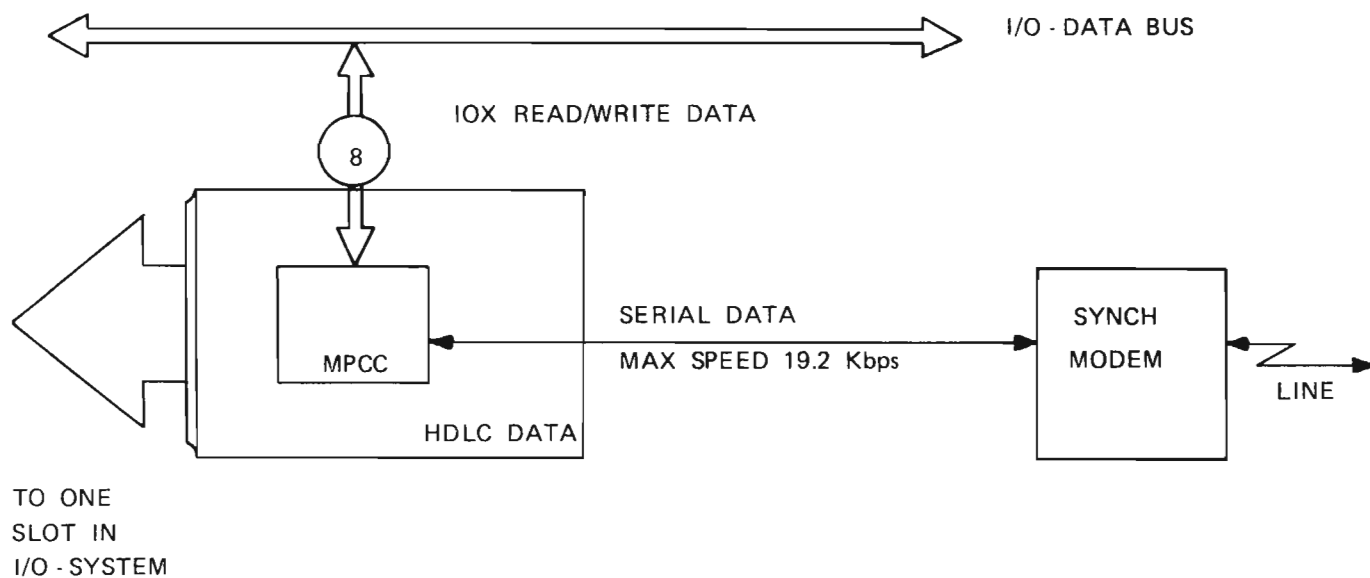 I/O - DATA BUS
IOX READ/WRITE DATA
8
SERIAL DATA
MAX SPEED 19.2 Kbps
SYNCH
MODEM
MPCC
LINE
HDLC DATA
TO ONE
SLOT IN
I/O - SYSTEM